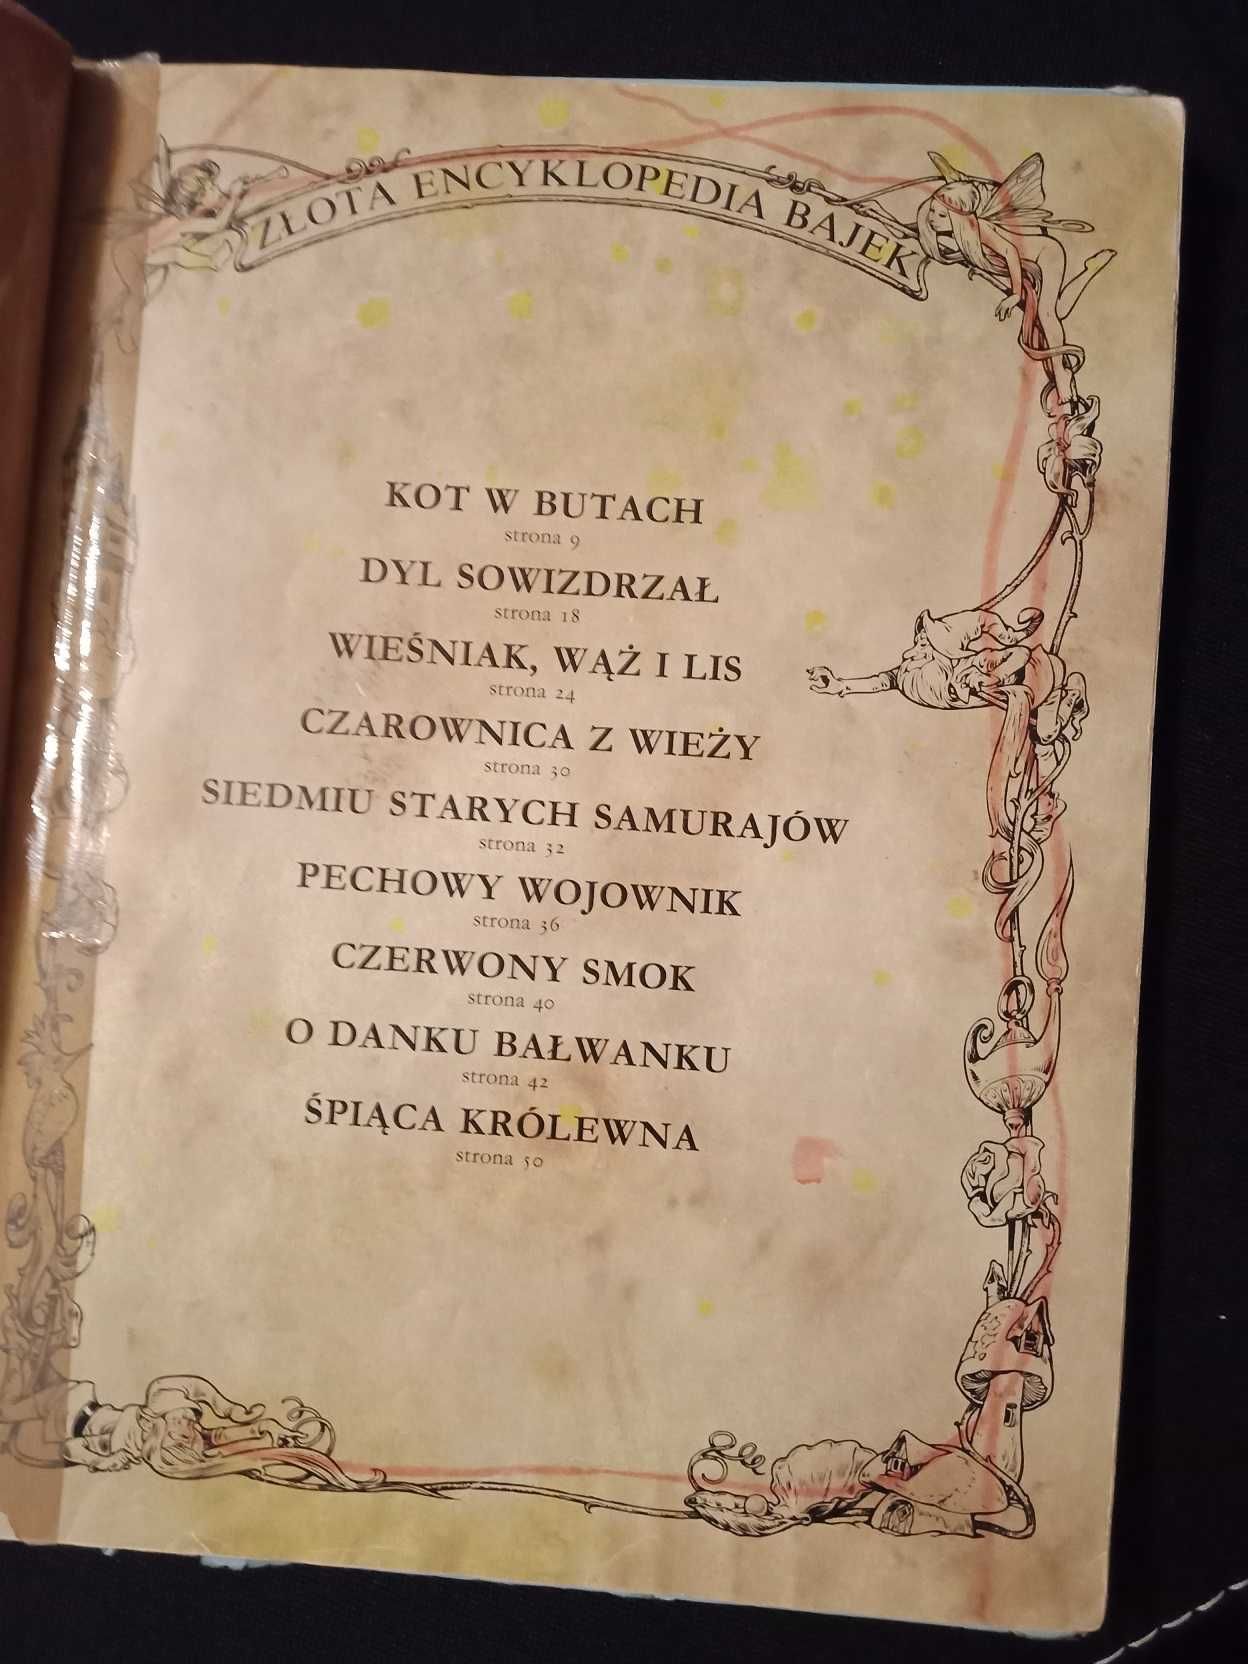 ZŁOTA ENCYKLOPEDIA BAJEK
KOT W BUTACH
strona 9
DYL SOWIZDRZAŁ
strona 18
WIEŚNIAK, WĄŻ I LIS
strona 24
CZAROWNICA Z WIEŻY
strona 30
SIEDMIU STARYCH SAMURAJÓW
strona 32
PECHOWY WOJOWNIK
strona 36
CZERWONY SMOK
strona 40
O DANKU BAŁWANKU
strona 42
ŚPIĄCA KRÓLEWNA
strona 50